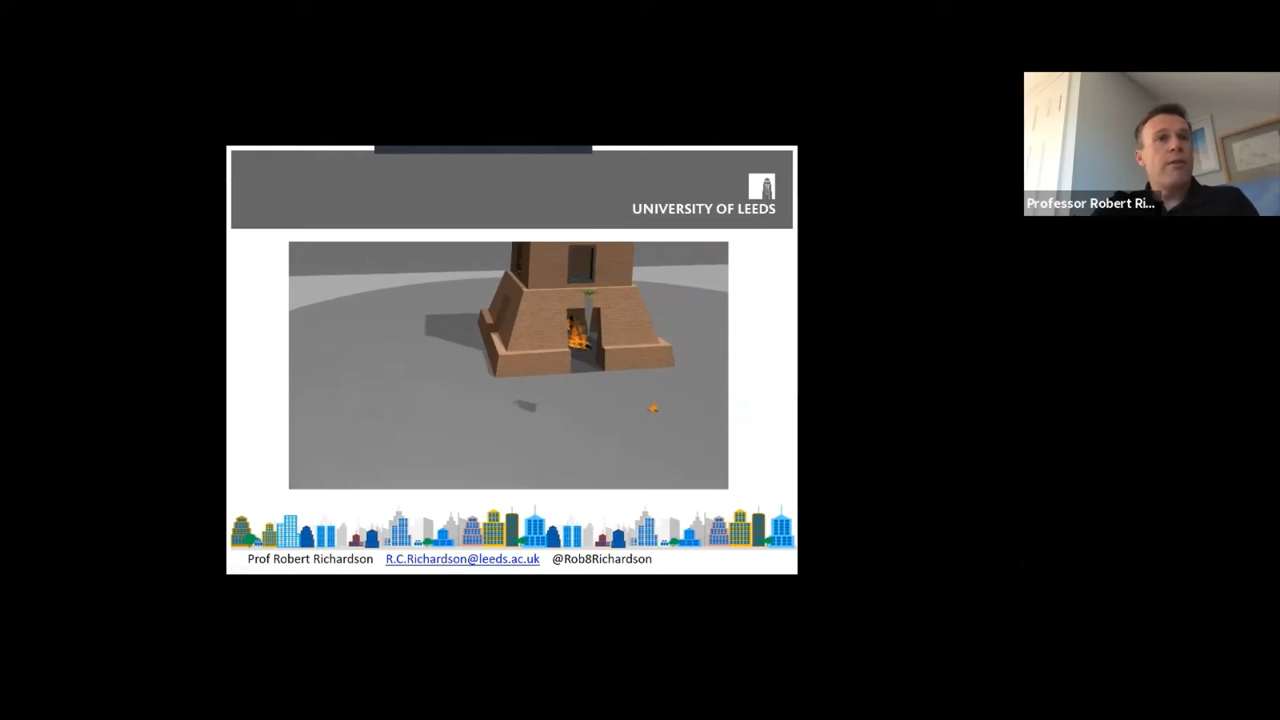 UNIVERSITY OF LEEDS
Professor Robert Ri...
Prof Robert Richardson R.C.Richardson@leeds.ac.uk @Rob8Richardson